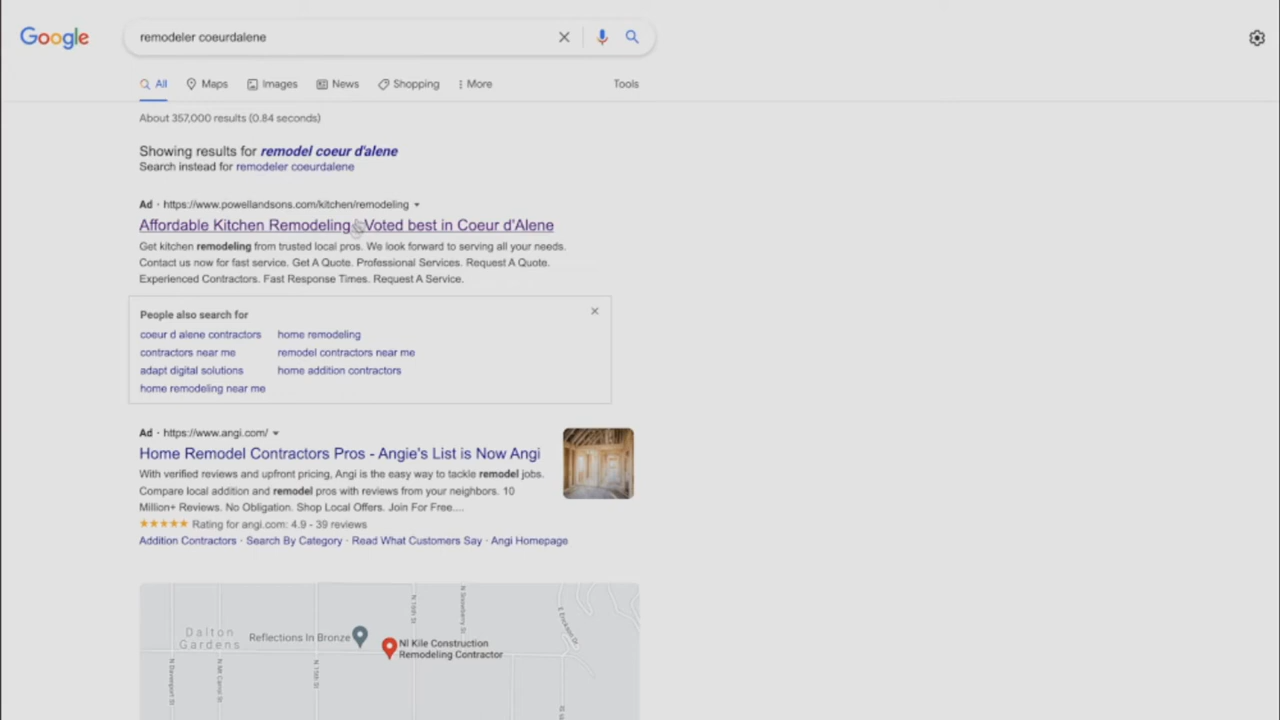 Google
remodeler coeurdalene
All Maps Images News Shopping More Tools
About 357,000 results (0.84 seconds)
Showing results for remodel coeur d'alene
Search instead for remodeler coeurdalene
Ad · https://www.powellandsons.com/kitchen/remodeling
Affordable Kitchen Remodeling Voted best in Coeur d'Alene
Get kitchen remodeling from trusted local pros. We look forward to serving all your needs.
Contact us now for fast service. Get A Quote. Professional Services. Request A Quote.
Experienced Contractors. Fast Response Times. Request A Service.
People also search for
coeur d alene contractors home remodeling
contractors near me remodel contractors near me
adapt digital solutions home addition contractors
home remodeling near me
Ad · https://www.angi.com/
Home Remodel Contractors Pros - Angie's List is Now Angi
With verified reviews and upfront pricing, Angi is the easy way to tackle remodel jobs.
Compare local addition and remodel pros with reviews from your neighbors. 10
Million+ Reviews. No Obligation. Shop Local Offers. Join For Free....
Rating for angi.com: 4.9 - 39 reviews
Addition Contractors · Search By Category · Read What Customers Say · Angi Homepage
Dalton
Gardens
Reflections In Bronze
Nl Kile Construction
Remodeling Contractor
N 15th St
N 11th St